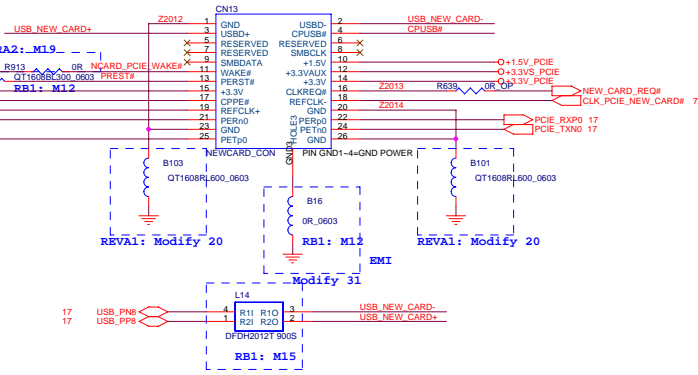 CN13
Z2012
USB_NEW_CARD+
1 GND USBD- 2 USB_NEW_CARD-
3 USBD+ CPUSB# 4 CPUSB#
5 RESERVED RESERVED 6
7 RESERVED SMBCLK 8
RA2: M19
9 SMBDATA +1.5V 10 +1.5V_PCIE
R913 0R NCARD_PCIE_WAKE# 11 WAKE# +3.3VAUX 12 +3.3VS_PCIE
QT1608BL300_0603 PREST# 13 PERST# +3.3V 14 +3.3V_PCIE
RB1: M12
15 +3.3V CLKREQ# 16 Z2013 R639 0R_OP NEW_CARD_REQ#
17 CPPE# REFCLK- 18 CLK_PCIE_NEW_CARD# 7
19 REFCLK+ GND 20 Z2014
21 PERn0 PERp0 22 PCIE_RXP0 17
23 GND PETn0 24 PCIE_TXN0 17
25 PETp0 GND 26
HOLE3
GND3
NEWCARD_CON PIN GND1~4=GND POWER
B103
QT1608RL600_0603
B101
QT1608RL600_0603
B16
0R_0603
REVA1: Modify 20
RB1: M12
REVA1: Modify 20
EMI
Modify 31
L14
17 USB_PN8 4 R1I R1O 3 USB_NEW_CARD-
17 USB_PP8 1 R2I R2O 2 USB_NEW_CARD+
DFDH2012T 900S
RB1: M15